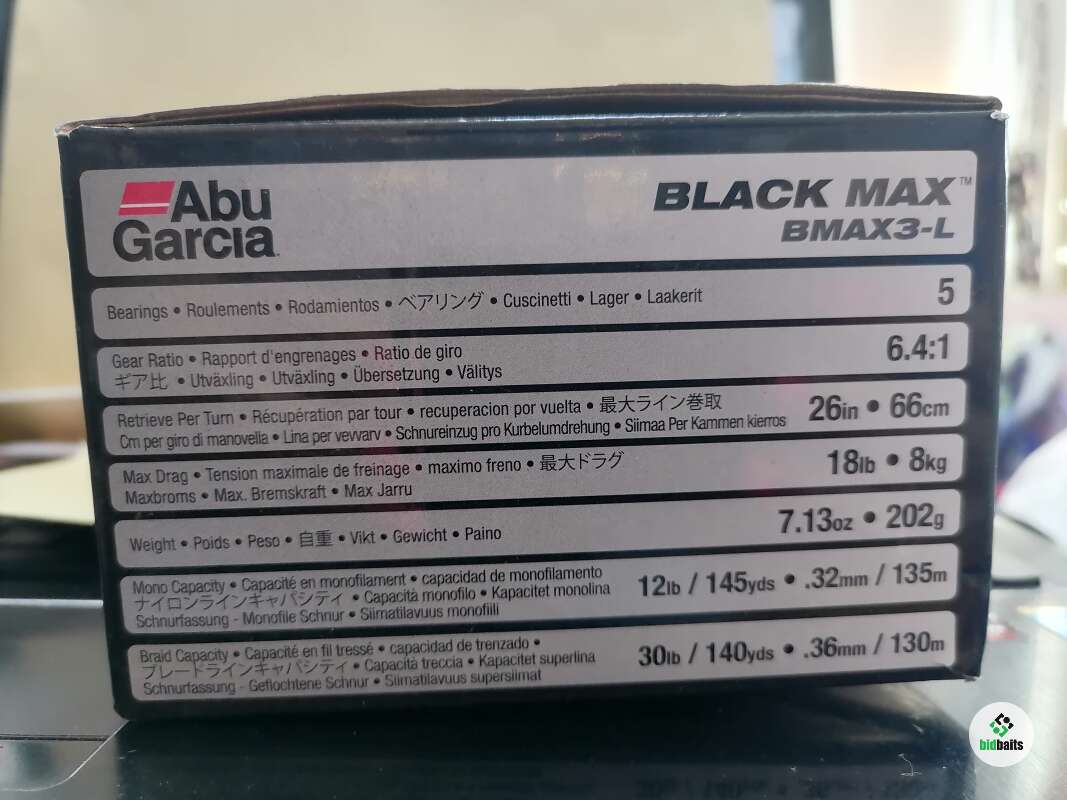 Abu
Garcia
BLACK MAX™
BMAX3-L
Bearings • Roulements • Rodamientos • ベアリング • Cuscinetti • Lager • Laakerit
5
Gear Ratio • Rapport d'engrenages • Ratio de giro
ギア比 • Utväxling • Utväxling • Übersetzung • Välitys
6.4:1
Retrieve Per Turn • Récupération par tour • recuperacion por vuelta • 最大ライン巻取
Cm per giro di manovella • Lina per vevvarv • Schnureinzug pro Kurbelumdrehung • Siimaa Per Kammen kierros
26in • 66cm
Max Drag • Tension maximale de freinage • maximo freno • 最大ドラグ
Maxbroms • Max. Bremskraft • Max Jarru
18lb • 8kg
Weight • Poids • Peso • 自重 • Vikt • Gewicht • Paino
7.13oz • 202g
Mono Capacity • Capacité en monofilament • capacidad de monofilamento
ナイロンラインキャパシティ • Capacità monofilo • Kapacitet monolina
Schnurfassung - Monofile Schnur • Siimatilavuus monofiili
12lb / 145yds • .32mm / 135m
Braid Capacity • Capacité en fil tressé • capacidad de trenzado •
ブレードラインキャパシティ • Capacità treccia • Kapacitet superlina
Schnurfassung - Geflochtene Schnur • Siimatilavuus supersiimat
30lb / 140yds • .36mm / 130m
bidbaits